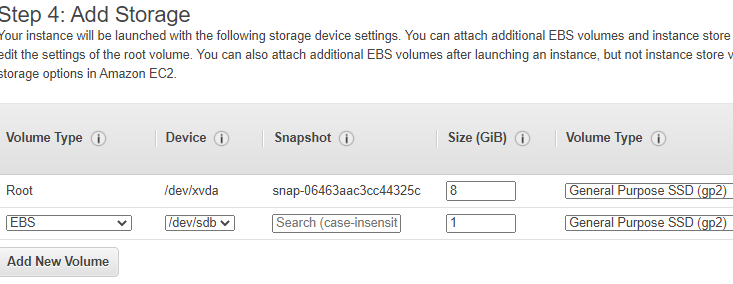 Step 4: Add Storage
Your instance will be launched with the following storage device settings. You can attach additional EBS volumes and instance store
edit the settings of the root volume. You can also attach additional EBS volumes after launching an instance, but not instance store v
storage options in Amazon EC2.
Volume Type i Device i Snapshot i Size (GiB) i Volume Type i
Root /dev/xvda snap-06463aac3cc44325c 8 General Purpose SSD (gp2)
EBS /dev/sdb Search (case-insensit 1 General Purpose SSD (gp2)
Add New Volume